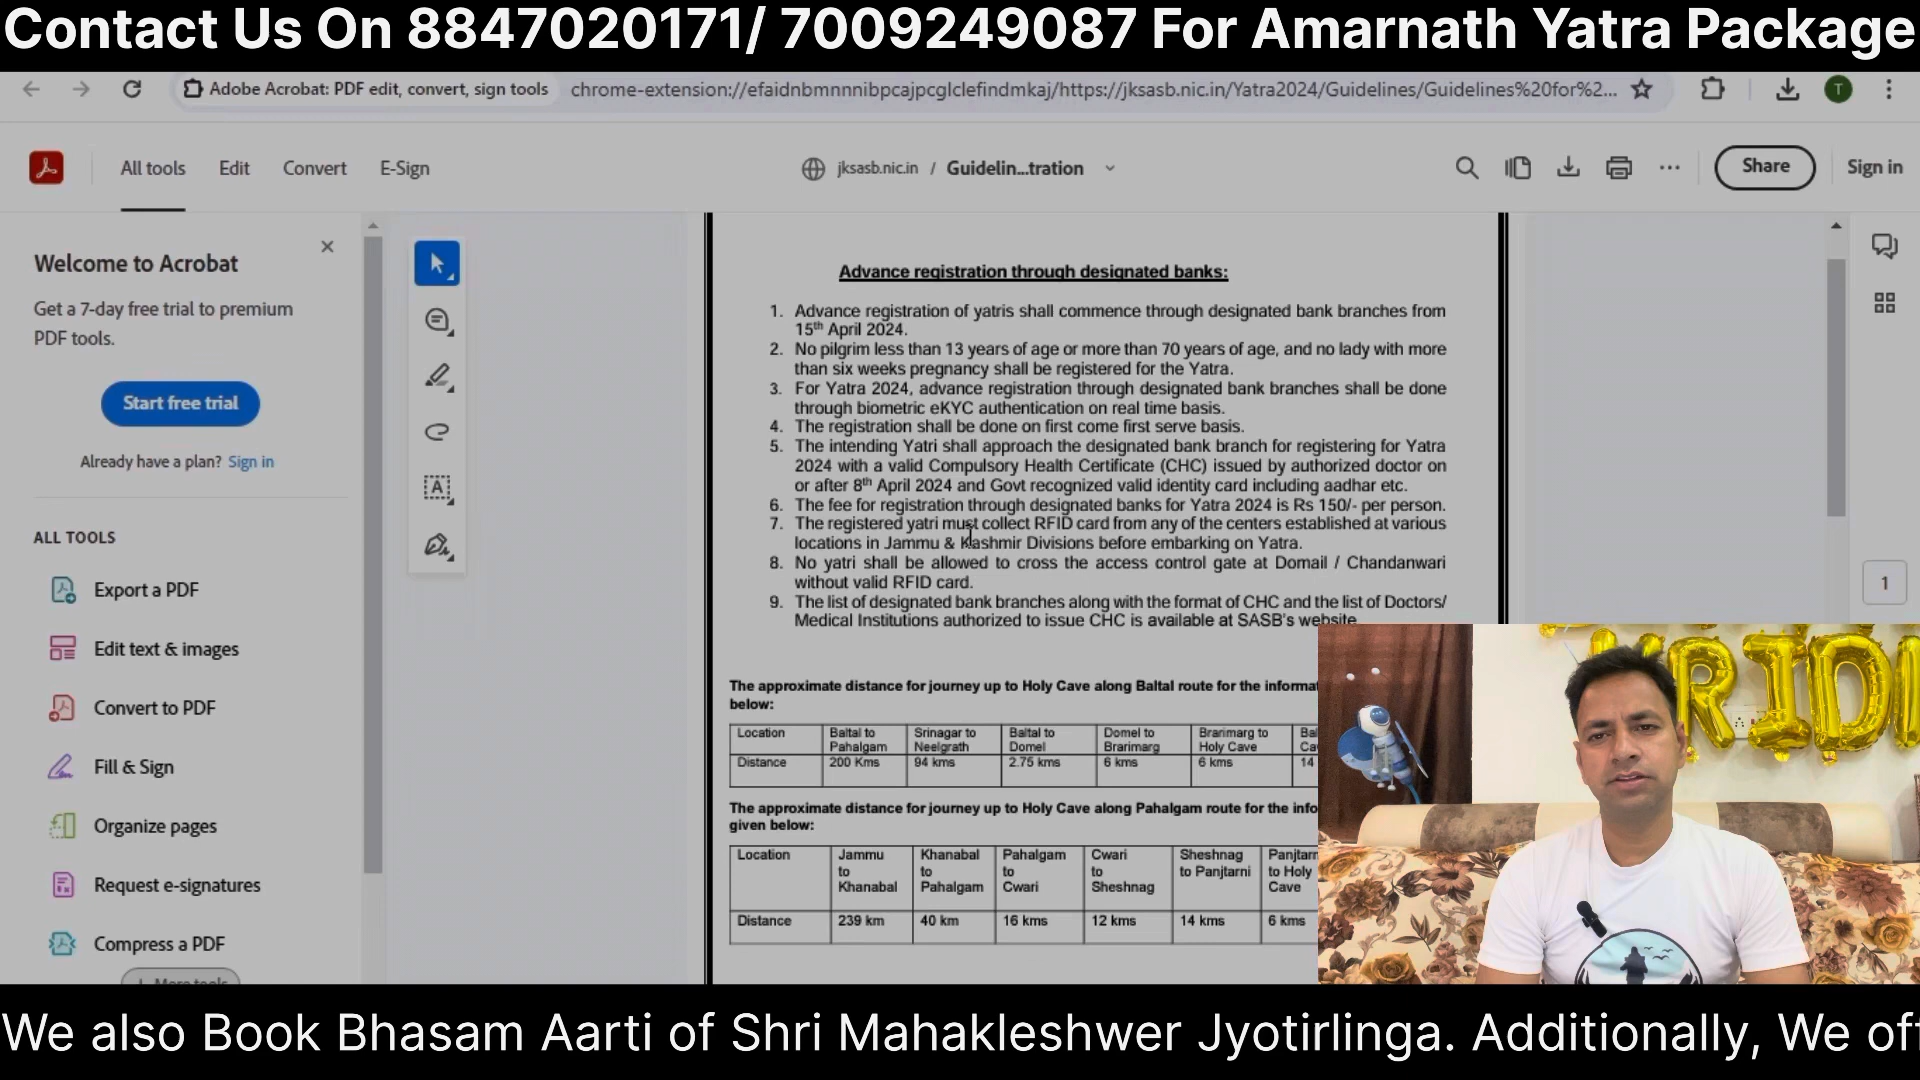 Contact Us On 8847020171/ 7009249087 For Amarnath Yatra Package
Adobe Acrobat: PDF edit, convert, sign tools
chrome-extension://efaidnbmnnnibpcajpcglclefindmkaj/https://jksasb.nic.in/Yatra2024/Guidelines/Guidelines%20for%2...
T
All tools Edit Convert E-Sign
jksasb.nic.in / Guidelin...tration
Share
Sign in
Welcome to Acrobat
Get a 7-day free trial to premium
PDF tools.
Start free trial
Already have a plan? Sign in
ALL TOOLS
Export a PDF
Edit text & images
Convert to PDF
Fill & Sign
Organize pages
Request e-signatures
Compress a PDF
More tools
Advance registration through designated banks:
1. Advance registration of yatris shall commence through designated bank branches from
15th April 2024.
2. No pilgrim less than 13 years of age or more than 70 years of age, and no lady with more
than six weeks pregnancy shall be registered for the Yatra.
3. For Yatra 2024, advance registration through designated bank branches shall be done
through biometric eKYC authentication on real time basis.
4. The registration shall be done on first come first serve basis.
5. The intending Yatri shall approach the designated bank branch for registering for Yatra
2024 with a valid Compulsory Health Certificate (CHC) issued by authorized doctor on
or after 8th April 2024 and Govt recognized valid identity card including aadhar etc.
6. The fee for registration through designated banks for Yatra 2024 is Rs 150/- per person.
7. The registered yatri must collect RFID card from any of the centers established at various
locations in Jammu & Kashmir Divisions before embarking on Yatra.
8. No yatri shall be allowed to cross the access control gate at Domail / Chandanwari
without valid RFID card.
9. The list of designated bank branches along with the format of CHC and the list of Doctors/
Medical Institutions authorized to issue CHC is available at SASB's website
The approximate distance for journey up to Holy Cave along Baltal route for the informat
below:
Location Baltal to Srinagar to Baltal to Domel to Brarimarg to Bal
Pahalgam Neelgrath Domel Brarimarg Holy Cave Ca
Distance 200 Kms 94 kms 2.75 kms 6 kms 6 kms 14
The approximate distance for journey up to Holy Cave along Pahalgam route for the info
given below:
Location Jammu Khanabal Pahalgam Cwari Sheshnag Panjtarn
to to to to to Panjtarni to Holy
Khanabal Pahalgam Cwari Sheshnag Cave
Distance 239 km 40 km 16 kms 12 kms 14 kms 6 kms
1
RID
We also Book Bhasam Aarti of Shri Mahakleshwer Jyotirlinga. Additionally, We of